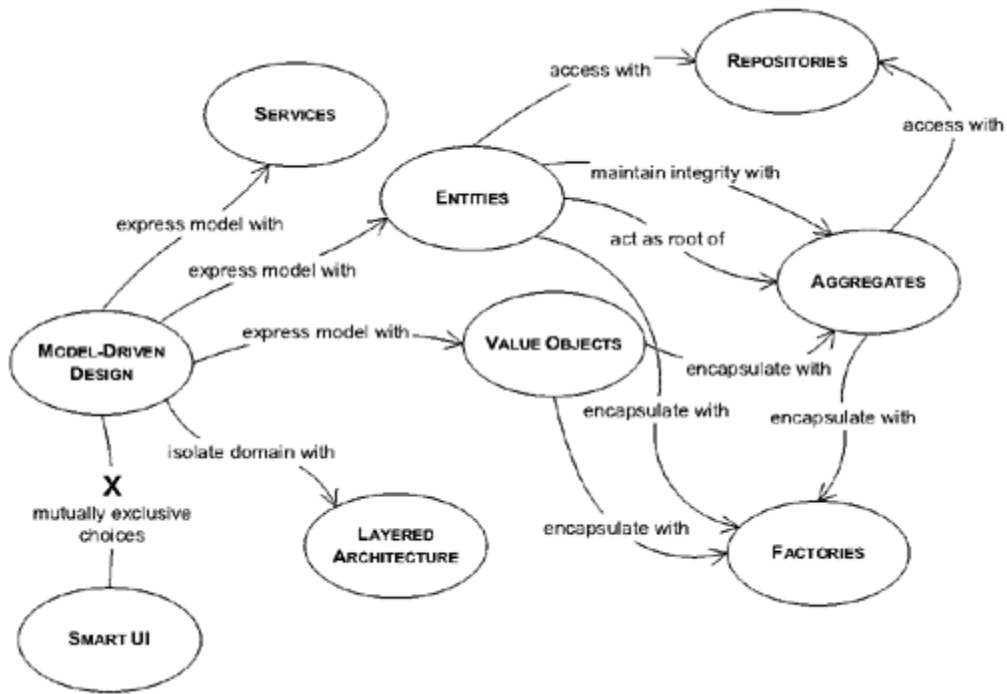 REPOSITORIES
access with
SERVICES
access with
maintain integrity with
ENTITIES
act as root of
express model with
express model with
AGGREGATES
express model with
VALUE OBJECTS
MODEL-DRIVEN
DESIGN
encapsulate with
encapsulate with
encapsulate with
isolate domain with
X
mutually exclusive
choices
encapsulate with
LAYERED
ARCHITECTURE
FACTORIES
SMART UI